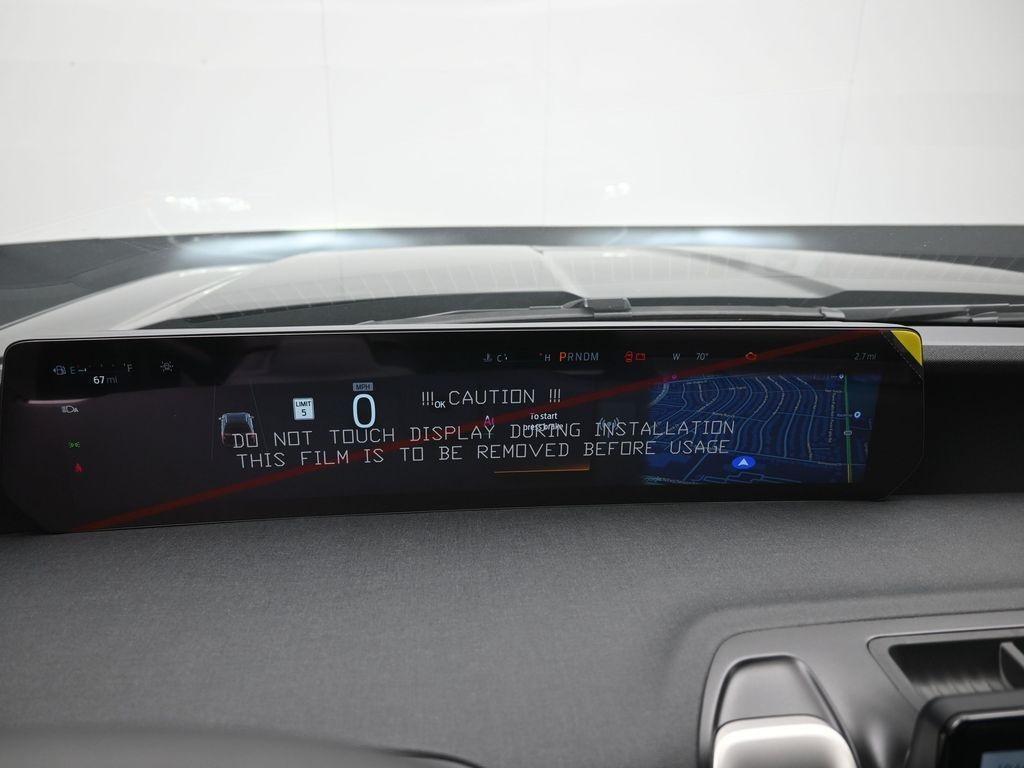 E F
67 mi
C H PRNDM W 70° 2.7 mi
MPH
LIMIT
5
0
!!! CAUTION !!!
OK
To start
DO NOT TOUCH DISPLAY DURING INSTALLATION
THIS FILM IS TO BE REMOVED BEFORE USAGE